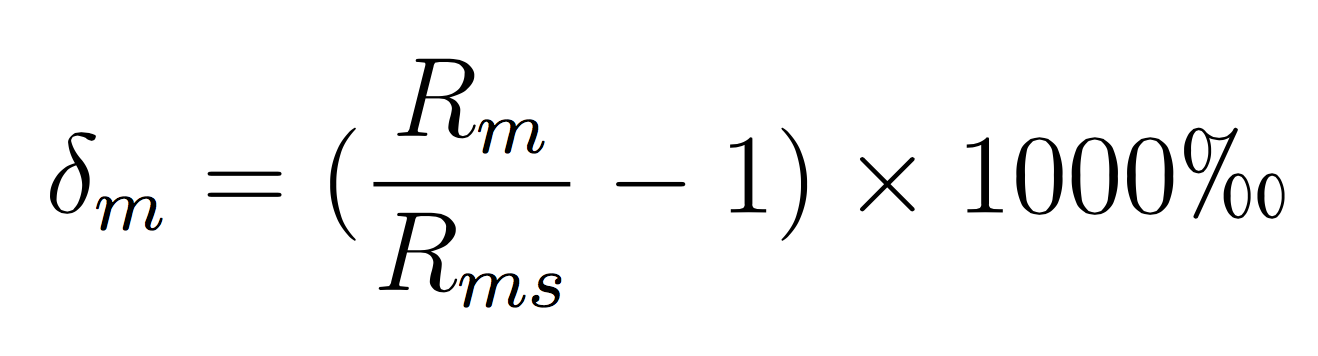 δ_m = (R_m/R_ms − 1) × 1000‰